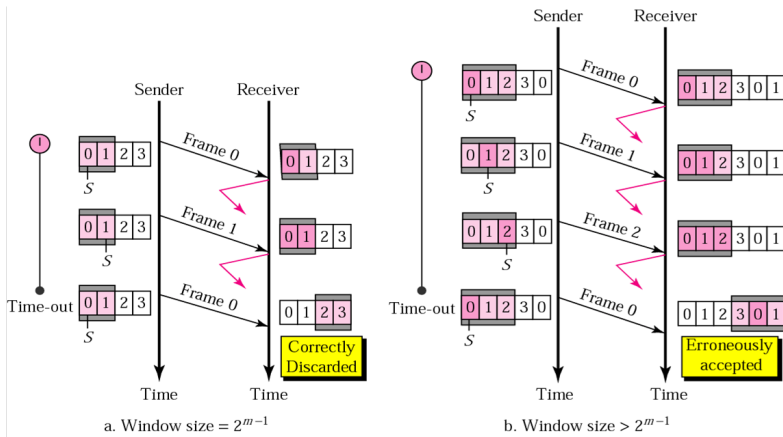 Sender Receiver
0 1 2 3
S
Frame 0
0 1 2 3
0 1 2 3
S
Frame 1
0 1 2 3
Time-out
0 1 2 3
S
Frame 0
0 1 2 3
Correctly
Discarded
Time Time
a. Window size = 2^{m−1}
Sender Receiver
0 1 2 3 0
S
Frame 0
0 1 2 3 0 1
0 1 2 3 0
S
Frame 1
0 1 2 3 0 1
0 1 2 3 0
S
Frame 2
0 1 2 3 0 1
Time-out
0 1 2 3 0
S
Frame 0
0 1 2 3 0 1
Erroneously
accepted
Time Time
b. Window size > 2^{m−1}